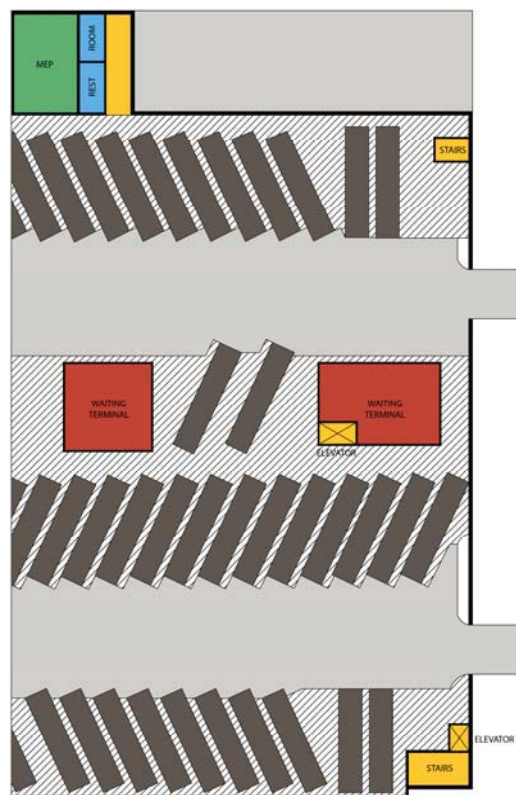 MEP
ROOM
REST
STAIRS
WAITING
TERMINAL
WAITING
TERMINAL
ELEVATOR
ELEVATOR
STAIRS